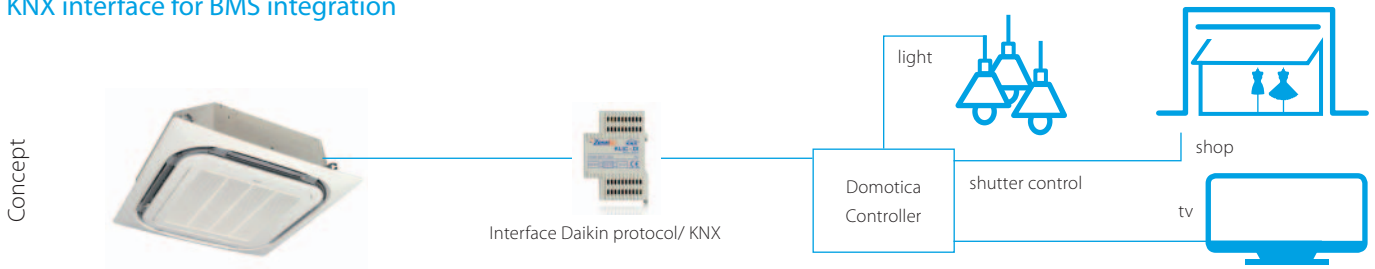 KNX interface for BMS integration
Concept
light
shop
Domotica
Controller
shutter control
tv
Interface Daikin protocol/ KNX